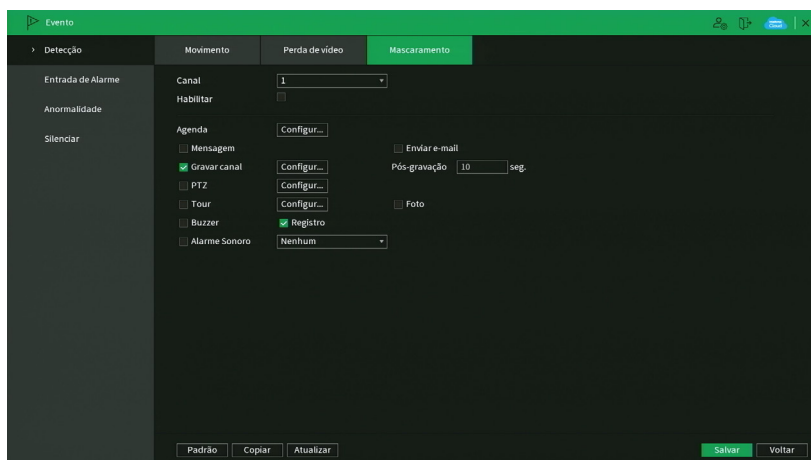 Evento
Cloud
Detecção
Entrada de Alarme
Anormalidade
Silenciar
Movimento Perda de vídeo Mascaramento
Canal 1
Habilitar
Agenda Configur...
Mensagem Enviar e-mail
Gravar canal Configur... Pós-gravação 10 seg.
PTZ Configur...
Tour Configur... Foto
Buzzer Registro
Alarme Sonoro Nenhum
Padrão Copiar Atualizar Salvar Voltar